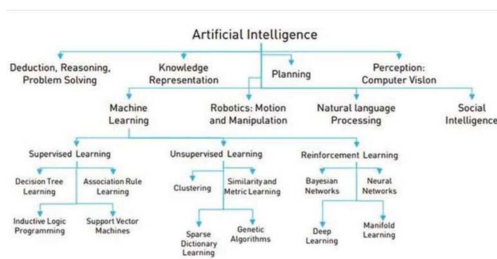 Artificial Intelligence
Deduction, Reasoning,
Problem Solving
Knowledge
Representation
Planning
Perception:
Computer Vislon
Machine
Learning
Robotics: Motion
and Manipulation
Natural language
Processing
Social
Intelligence
Supervised Learning
Unsupervised Learning
Reinforcement Learning
Decision Tree
Learning
Association Rule
Learning
Clustering
Similarity and
Metric Learning
Bayesian
Networks
Neural
Networks
Inductive Logic
Programming
Support Vector
Machines
Sparse
Dictionary
Learning
Genetic
Algorithms
Deep
Learning
Manifold
Learning